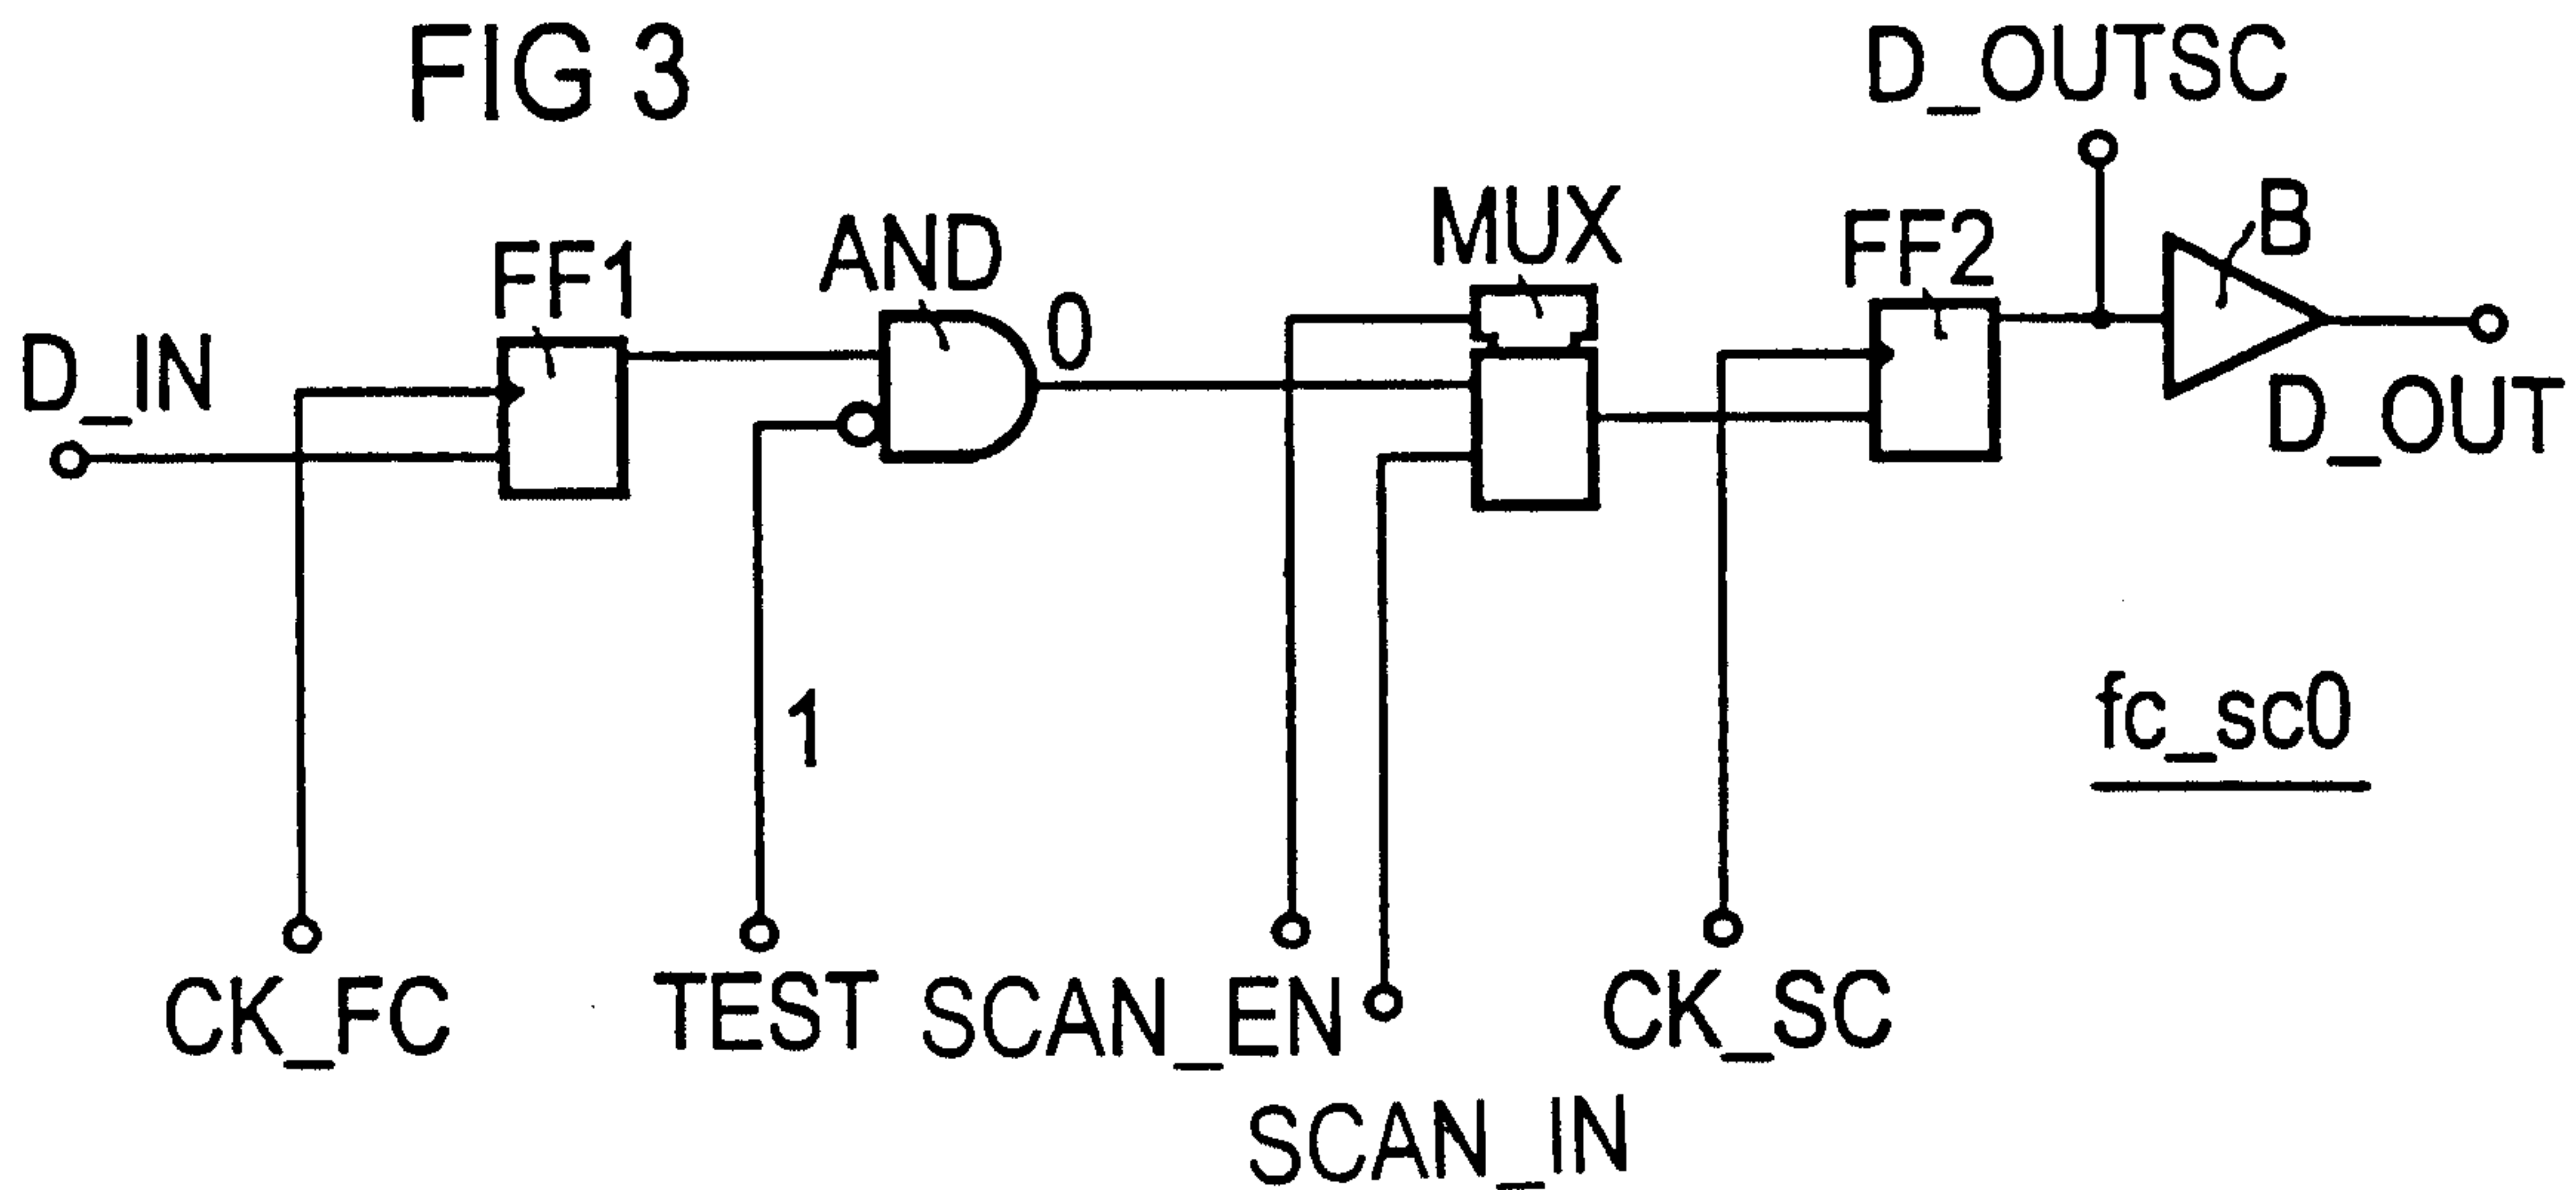 FIG 3
D_OUTSC
MUX
B
AND
FF2
FF1
0
D_IN
D_OUT
fc_sc0
1
CK_FC
TEST
SCAN_EN
CK_SC
SCAN_IN